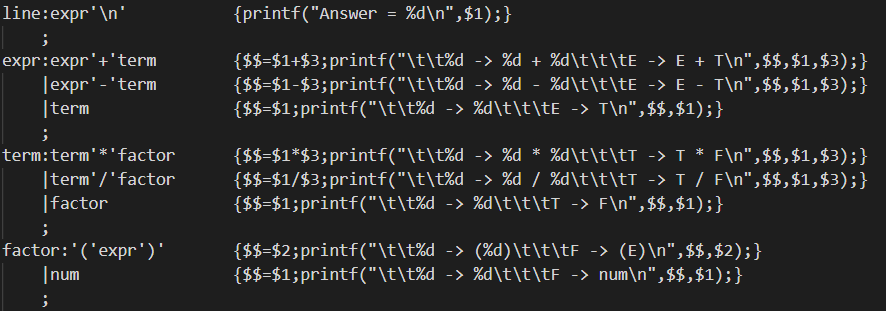 line:expr'\n'            {printf("Answer = %d\n",$1);}
    ;
expr:expr'+'term         {$$=$1+$3;printf("\t\t%d -> %d + %d\t\t\tE -> E + T\n",$$,$1,$3);}
    |expr'-'term         {$$=$1-$3;printf("\t\t%d -> %d - %d\t\t\tE -> E - T\n",$$,$1,$3);}
    |term                {$$=$1;printf("\t\t%d -> %d\t\t\tE -> T\n",$$,$1);}
    ;
term:term'*'factor       {$$=$1*$3;printf("\t\t%d -> %d * %d\t\t\tT -> T * F\n",$$,$1,$3);}
    |term'/'factor       {$$=$1/$3;printf("\t\t%d -> %d / %d\t\t\tT -> T / F\n",$$,$1,$3);}
    |factor              {$$=$1;printf("\t\t%d -> %d\t\t\tT -> F\n",$$,$1);}
    ;
factor:'('expr')'        {$$=$2;printf("\t\t%d -> (%d)\t\t\tF -> (E)\n",$$,$2);}
    |num                 {$$=$1;printf("\t\t%d -> %d\t\t\tF -> num\n",$$,$1);}
    ;